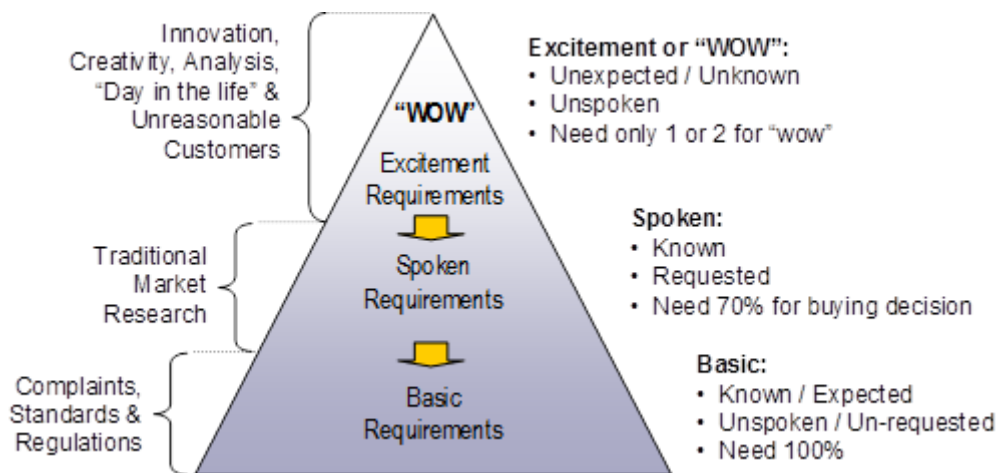 Innovation,
Creativity, Analysis,
“Day in the life” &
Unreasonable
Customers
“WOW”
Excitement
Requirements
Excitement or “WOW”:
• Unexpected / Unknown
• Unspoken
• Need only 1 or 2 for “wow”
Traditional
Market
Research
Spoken
Requirements
Spoken:
• Known
• Requested
• Need 70% for buying decision
Complaints,
Standards &
Regulations
Basic
Requirements
Basic:
• Known / Expected
• Unspoken / Un-requested
• Need 100%